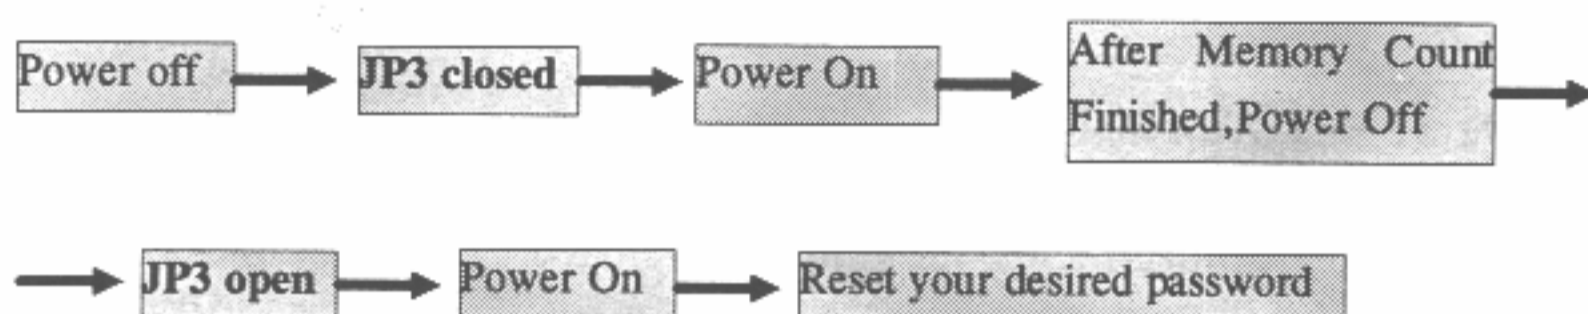 Power off
JP3 closed
Power On
After Memory Count
Finished,Power Off
JP3 open
Power On
Reset your desired password